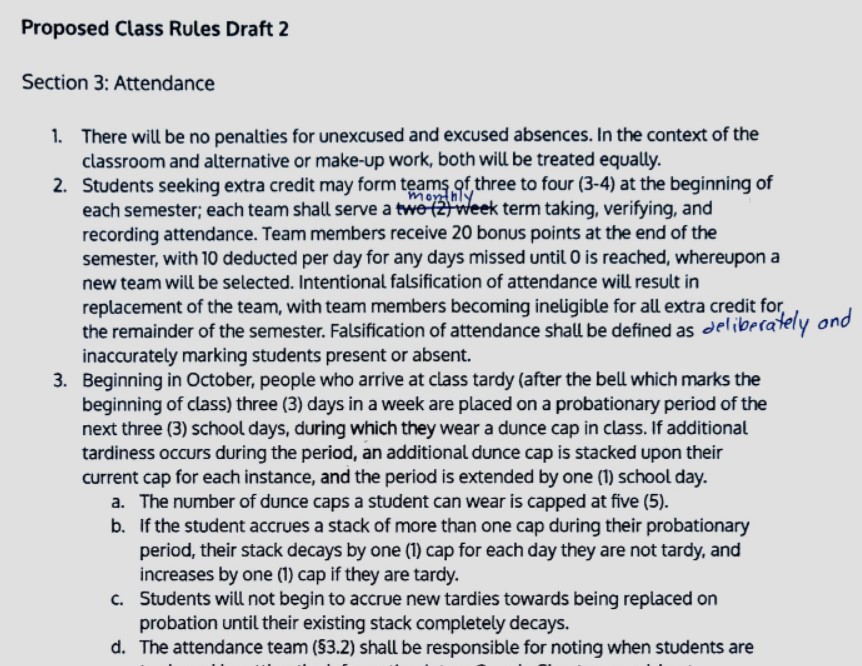 Proposed Class Rules Draft 2
Section 3: Attendance
1. There will be no penalties for unexcused and excused absences. In the context of the
classroom and alternative or make-up work, both will be treated equally.
2. Students seeking extra credit may form teams of three to four (3-4) at the beginning of
monthly
each semester; each team shall serve a two (2) week term taking, verifying, and
recording attendance. Team members receive 20 bonus points at the end of the
semester, with 10 deducted per day for any days missed until 0 is reached, whereupon a
new team will be selected. Intentional falsification of attendance will result in
replacement of the team, with team members becoming ineligible for all extra credit for
the remainder of the semester. Falsification of attendance shall be defined as deliberately and
inaccurately marking students present or absent.
3. Beginning in October, people who arrive at class tardy (after the bell which marks the
beginning of class) three (3) days in a week are placed on a probationary period of the
next three (3) school days, during which they wear a dunce cap in class. If additional
tardiness occurs during the period, an additional dunce cap is stacked upon their
current cap for each instance, and the period is extended by one (1) school day.
a. The number of dunce caps a student can wear is capped at five (5).
b. If the student accrues a stack of more than one cap during their probationary
period, their stack decays by one (1) cap for each day they are not tardy, and
increases by one (1) cap if they are tardy.
c. Students will not begin to accrue new tardies towards being replaced on
probation until their existing stack completely decays.
d. The attendance team (§3.2) shall be responsible for noting when students are